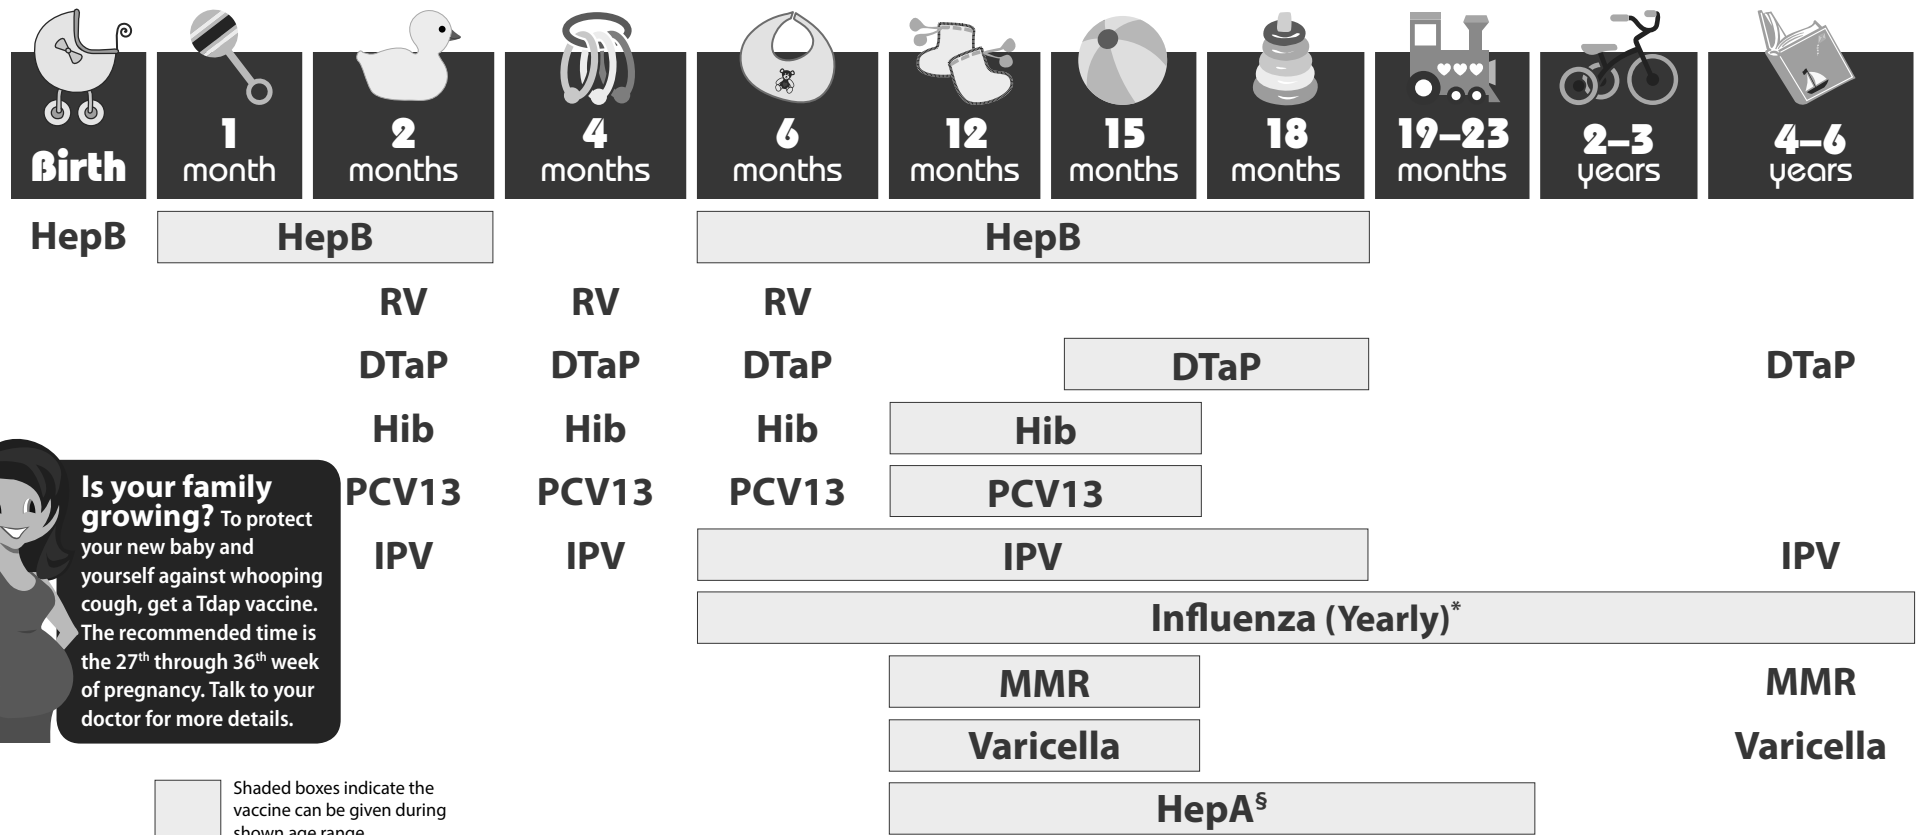 Birth
1
month
2
months
4
months
6
months
12
months
15
months
18
months
19–23
months
2–3
years
4–6
years
HepB HepB HepB
RV RV RV
DTaP DTaP DTaP DTaP DTaP
Hib Hib Hib Hib
PCV13 PCV13 PCV13 PCV13
IPV IPV IPV IPV
Influenza (Yearly)*
MMR MMR
Varicella Varicella
HepA§
Is your family
growing? To protect
your new baby and
yourself against whooping
cough, get a Tdap vaccine.
The recommended time is
the 27th through 36th week
of pregnancy. Talk to your
doctor for more details.
Shaded boxes indicate the
vaccine can be given during
shown age range.